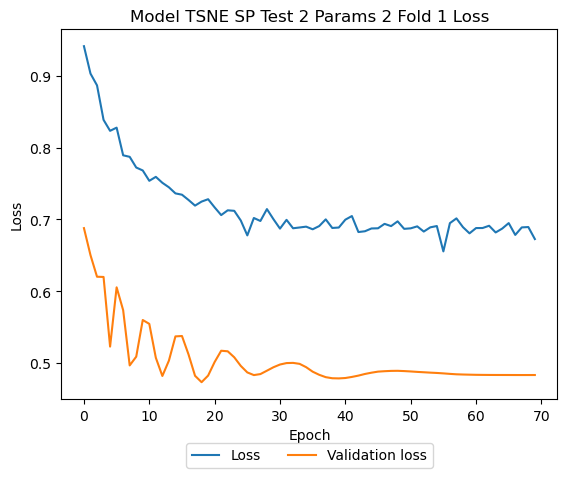 Model TSNE SP Test 2 Params 2 Fold 1 Loss
0.9
0.8
0.7
0.6
0.5
Loss
0 10 20 30 40 50 60 70
Epoch
Loss Validation loss